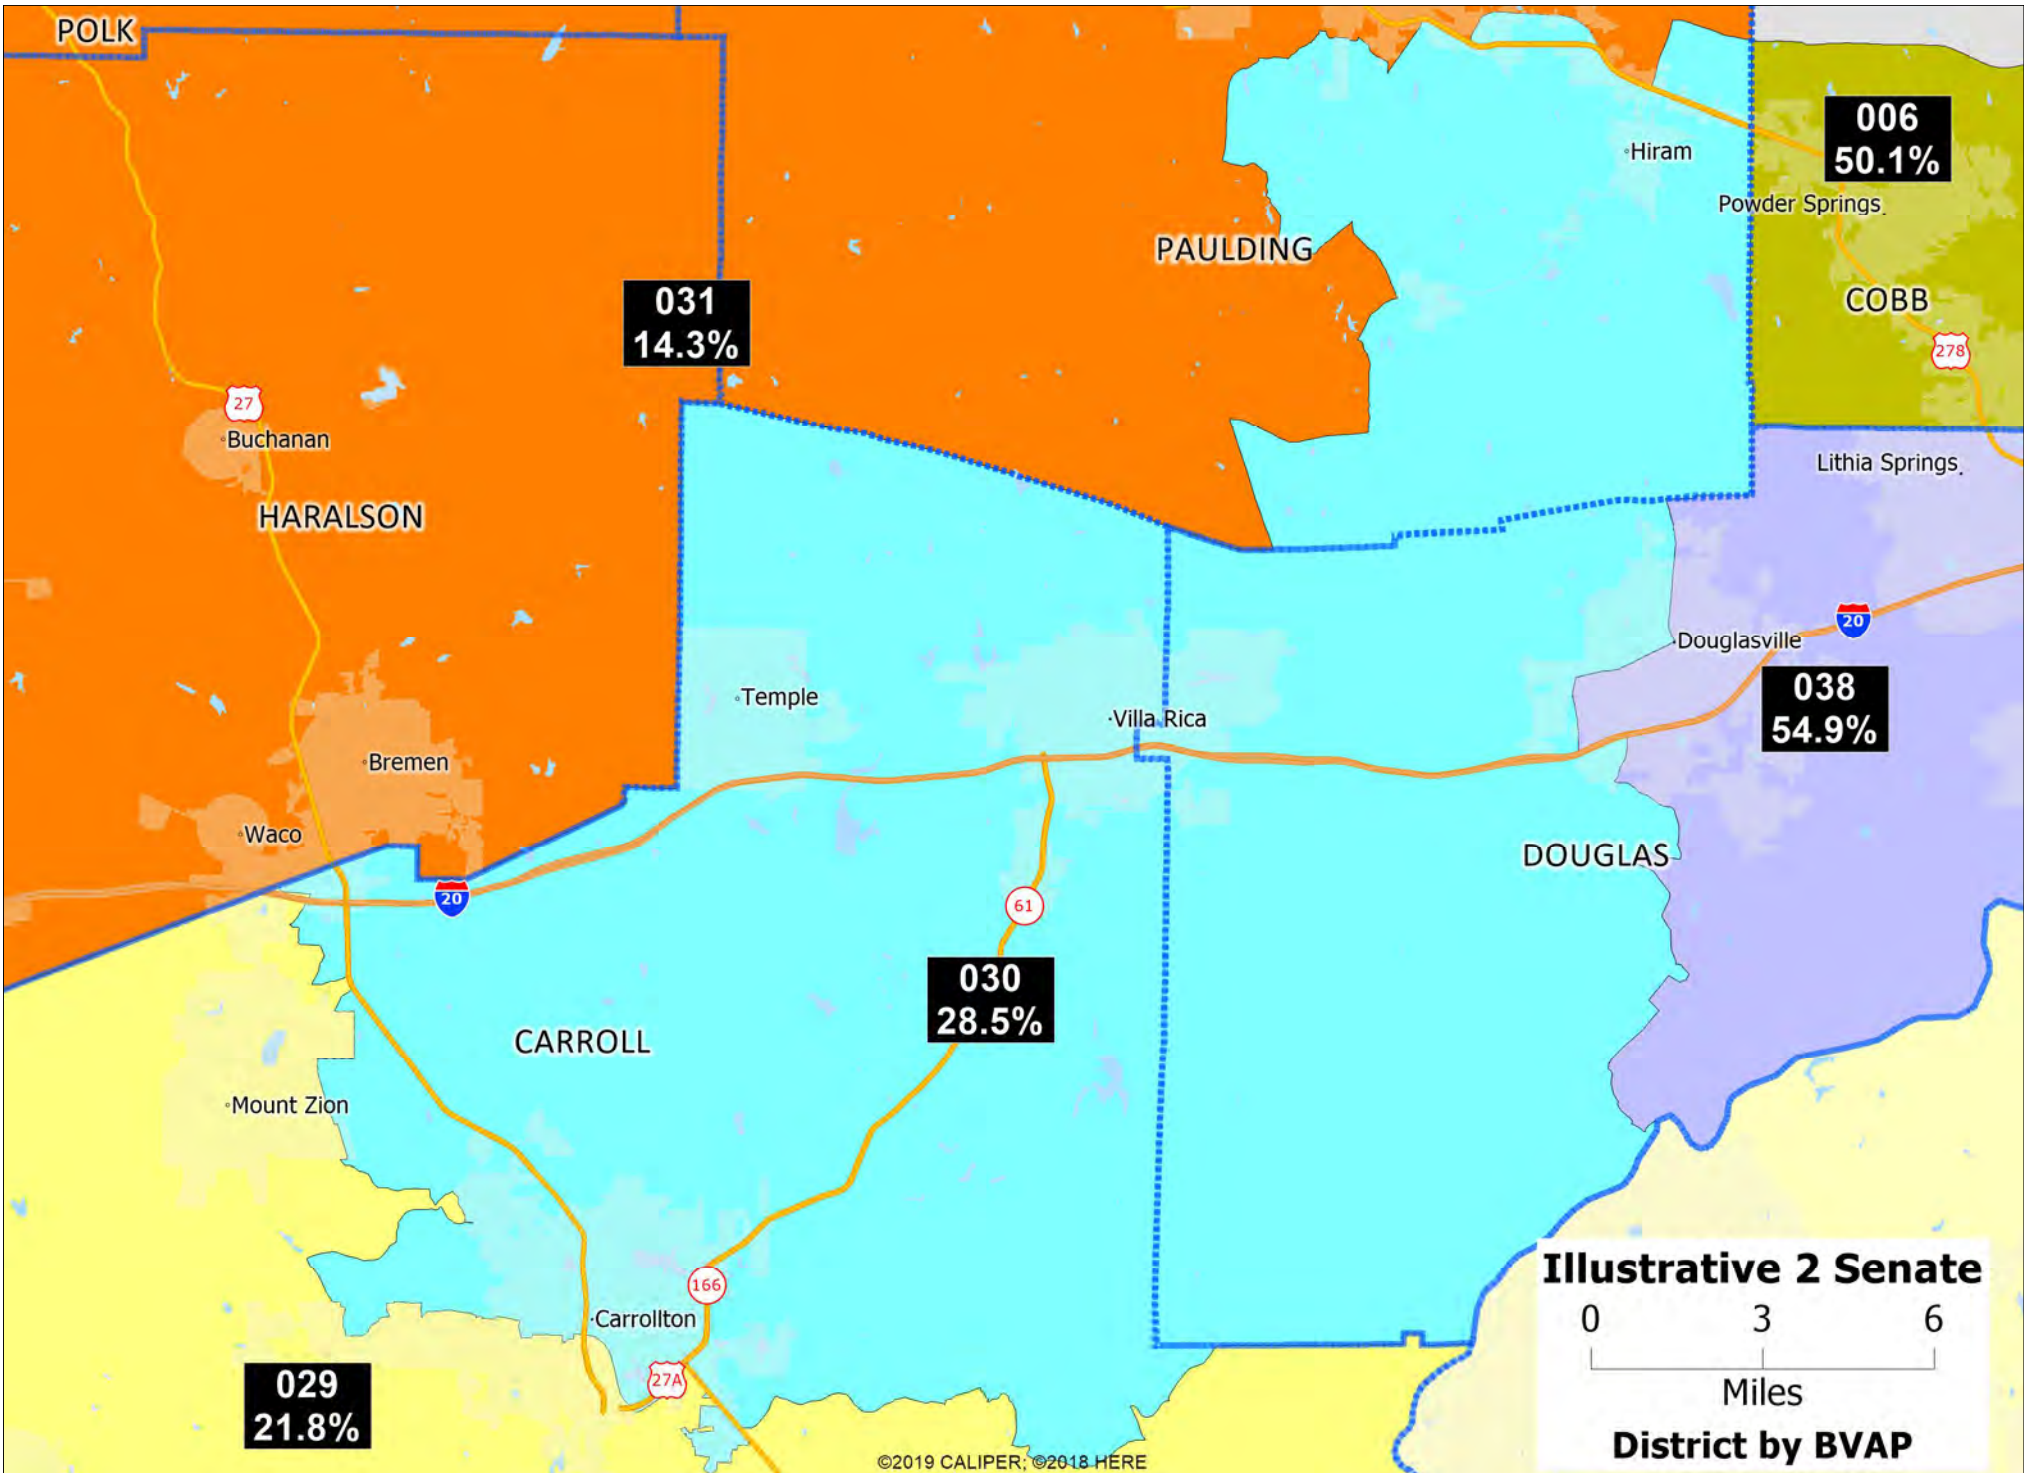 POLK
006
50.1%
Hiram
Powder Springs
PAULDING
COBB
031
14.3%
278
27
Buchanan
Lithia Springs
HARALSON
20
Douglasville
038
54.9%
Temple
Villa Rica
Bremen
Waco
DOUGLAS
20
61
030
28.5%
CARROLL
Mount Zion
166
Carrollton
27A
029
21.8%
Illustrative 2 Senate
0 3 6
Miles
District by BVAP
©2019 CALIPER; ©2018 HERE